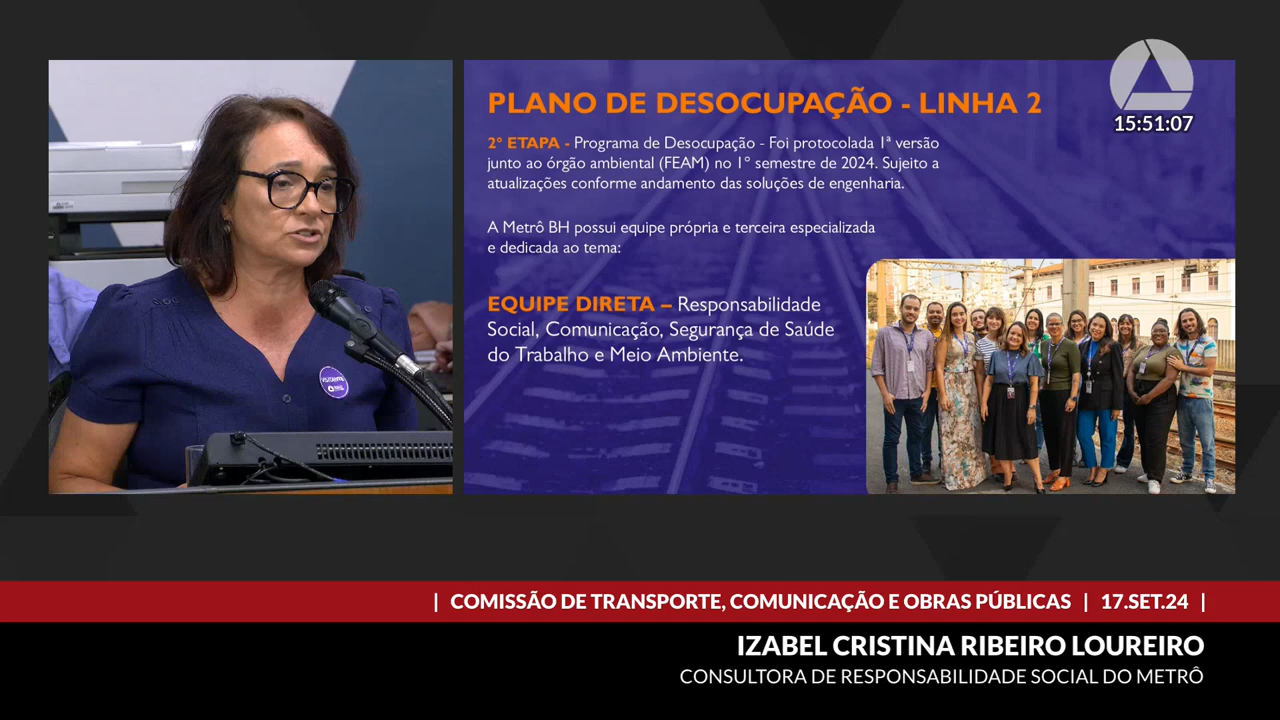 PLANO DE DESOCUPAÇÃO - LINHA 2
15:51:07
2º ETAPA - Programa de Desocupação - Foi protocolada 1ª versão
junto ao órgão ambiental (FEAM) no 1º semestre de 2024. Sujeito a
atualizações conforme andamento das soluções de engenharia.
A Metrô BH possui equipe própria e terceira especializada
e dedicada ao tema:
EQUIPE DIRETA – Responsabilidade
Social, Comunicação, Segurança de Saúde
do Trabalho e Meio Ambiente.
VISITANTE
| COMISSÃO DE TRANSPORTE, COMUNICAÇÃO E OBRAS PÚBLICAS | 17.SET.24 |
IZABEL CRISTINA RIBEIRO LOUREIRO
CONSULTORA DE RESPONSABILIDADE SOCIAL DO METRÔ